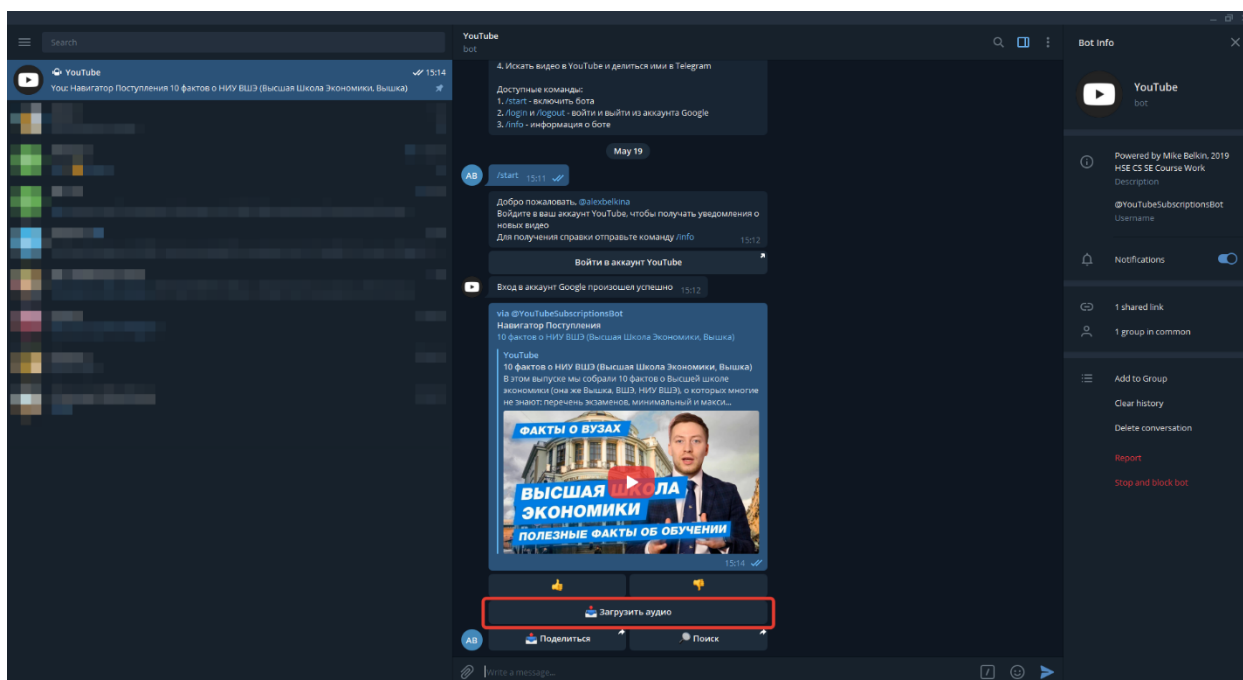 Search
YouTube
15:14
You: Навигатор Поступления 10 фактов о НИУ ВШЭ (Высшая Школа Экономики, Вышка)
YouTube
bot
4. Искать видео в YouTube и делиться ими в Telegram
Доступные команды:
1. /start - включить бота
2. /login и /logout - войти и выйти из аккаунта Google
3. /info - информация о боте
May 19
AB
/start 15:11
Добро пожаловать, @alexbelkina
Войдите в ваш аккаунт YouTube, чтобы получать уведомления о
новых видео
Для получения справки отправьте команду /info 15:12
Войти в аккаунт YouTube
Вход в аккаунт Google произошел успешно 15:12
via @YouTubeSubscriptionsBot
Навигатор Поступления
10 фактов о НИУ ВШЭ (Высшая Школа Экономики, Вышка)
YouTube
10 фактов о НИУ ВШЭ (Высшая Школа Экономики, Вышка)
В этом выпуске мы собрали 10 фактов о Высшей школе
экономики (она же Вышка, ВШЭ, НИУ ВШЭ), о которых многие
не знают: перечень экзаменов, минимальный и макси...
ФАКТЫ О ВУЗАХ
ВЫСШАЯ ШКОЛА
ЭКОНОМИКИ
ПОЛЕЗНЫЕ ФАКТЫ ОБ ОБУЧЕНИИ
15:14
Загрузить аудио
AB
Поделиться
Поиск
Write a message...
Bot Info
YouTube
bot
Powered by Mike Belkin, 2019
HSE CS SE Course Work
Description
@YouTubeSubscriptionsBot
Username
Notifications
1 shared link
1 group in common
Add to Group
Clear history
Delete conversation
Report
Stop and block bot